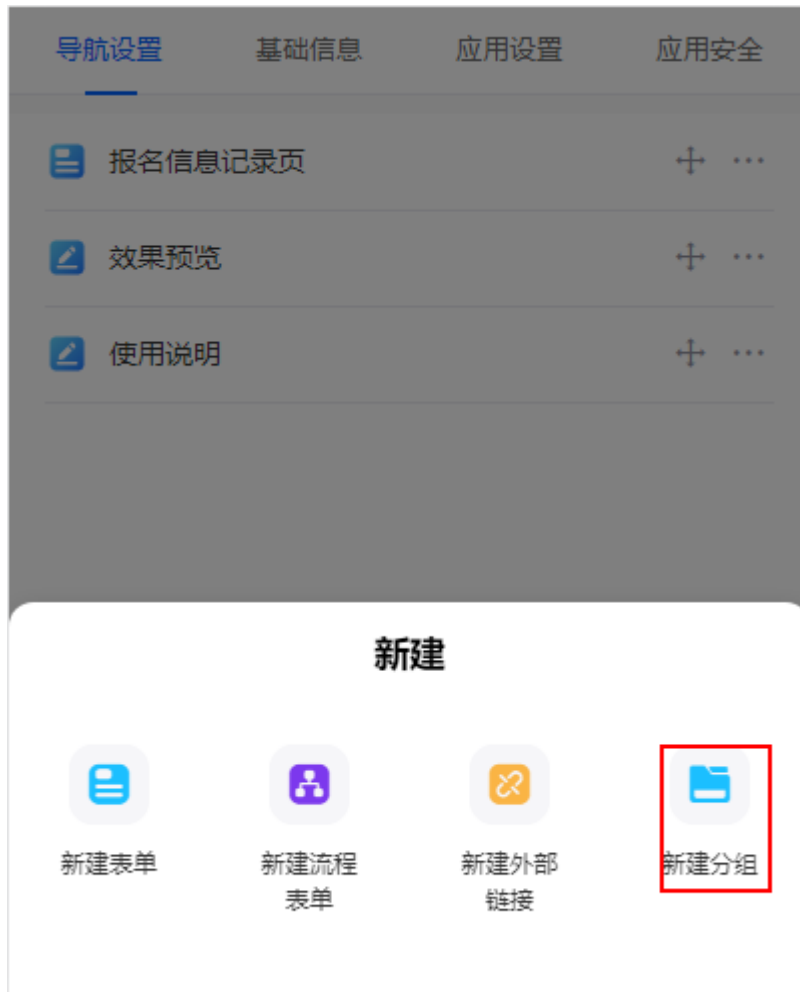 导航设置 基础信息 应用设置 应用安全
报名信息记录页
效果预览
使用说明
新建
新建表单 新建流程表单 新建外部链接 新建分组